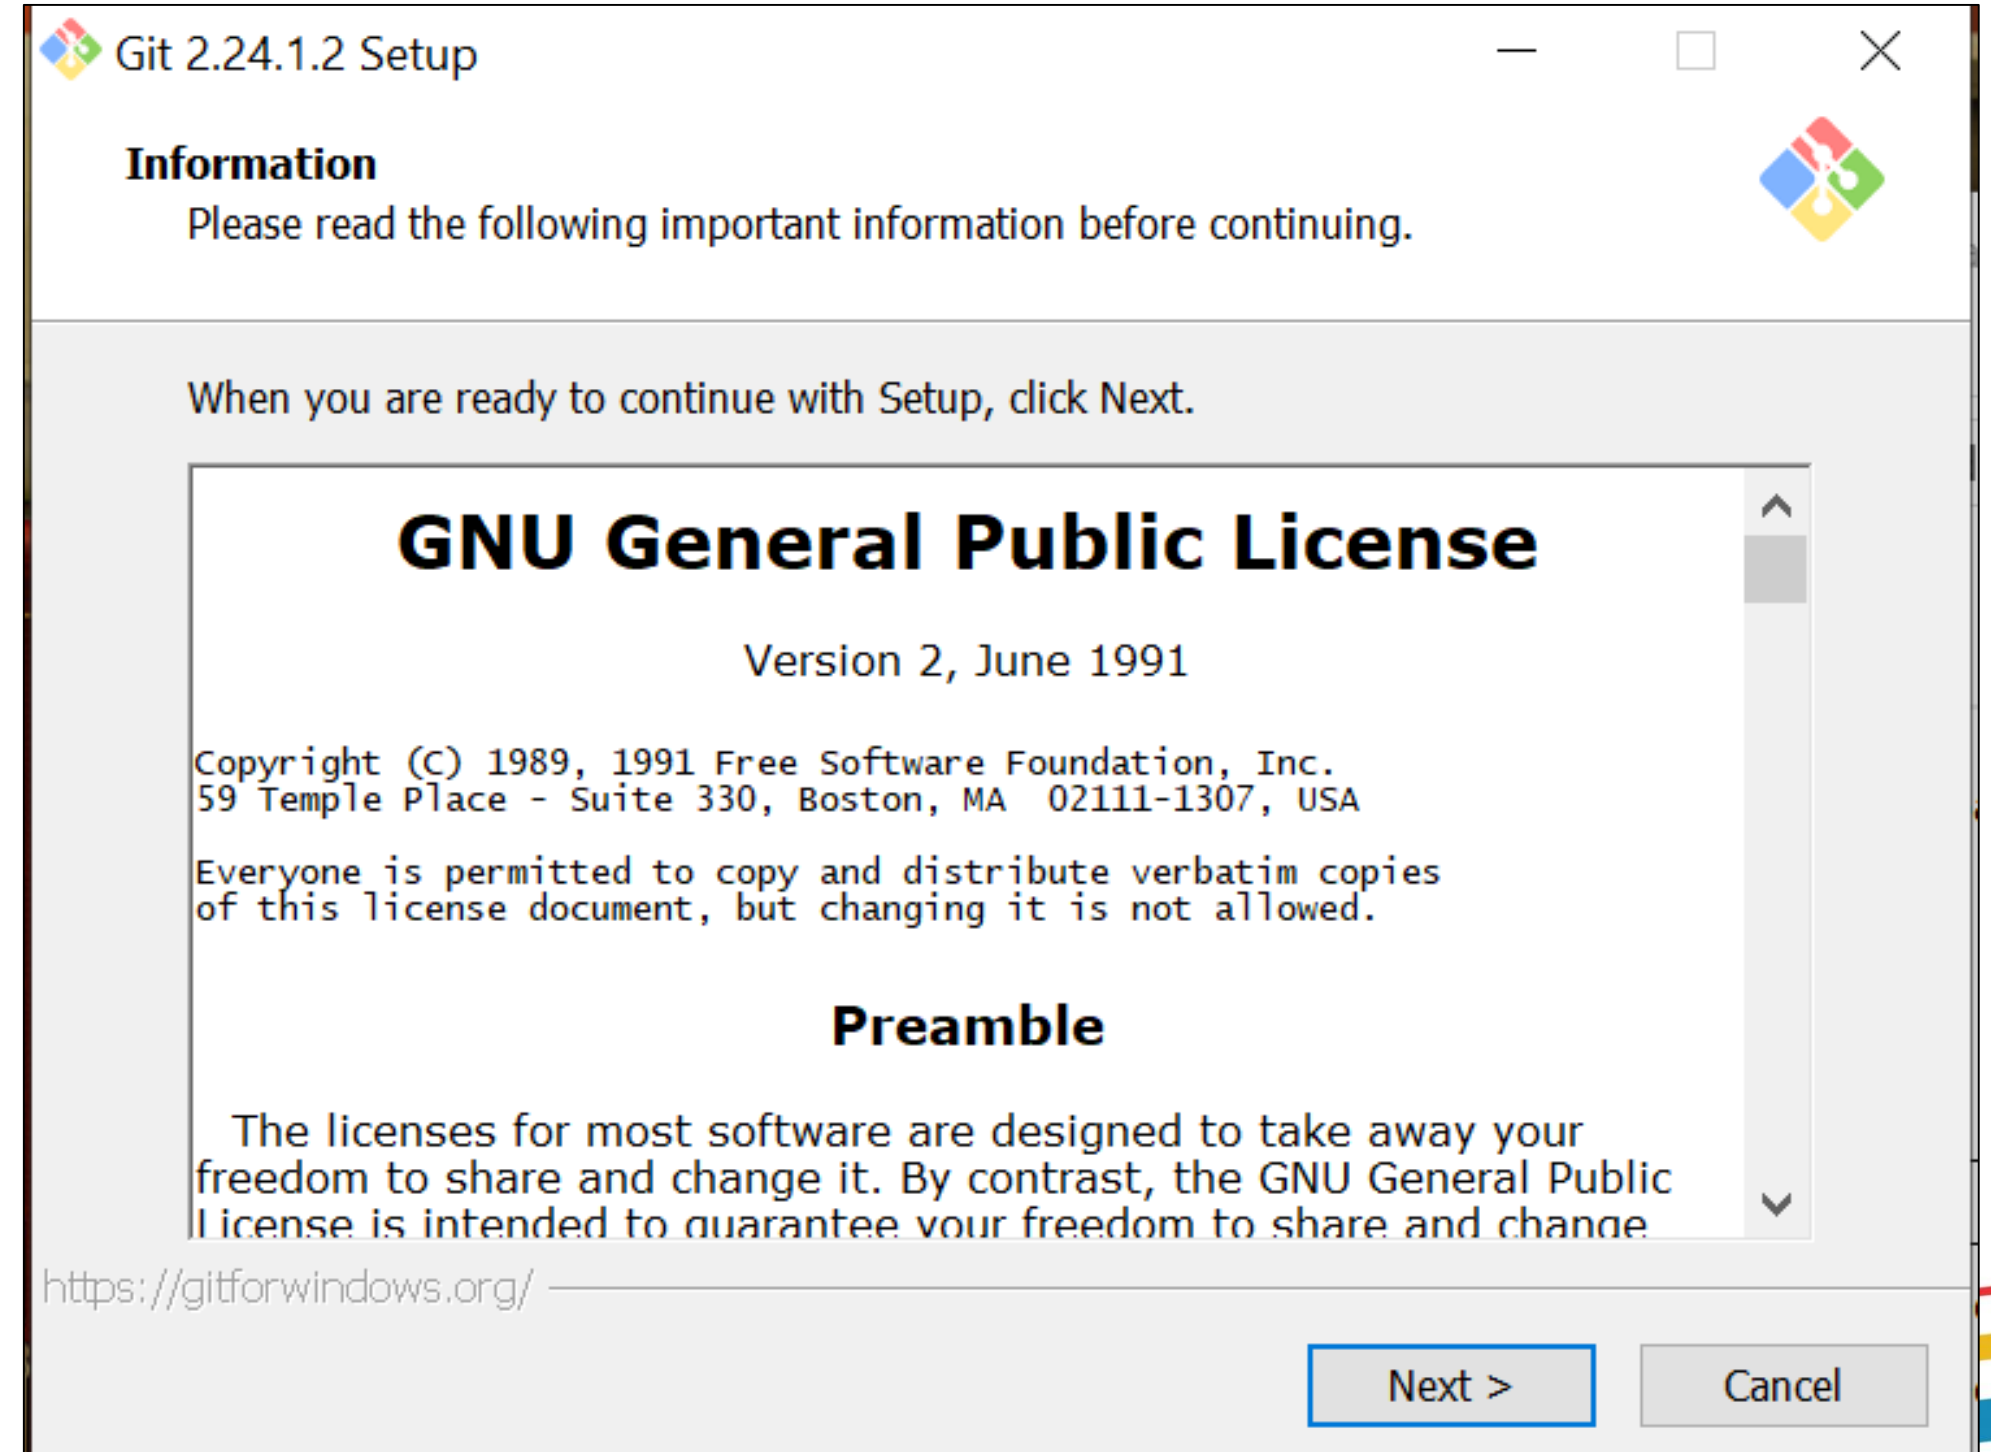 Git 2.24.1.2 Setup
Information
Please read the following important information before continuing.
When you are ready to continue with Setup, click Next.
GNU General Public License
Version 2, June 1991
Copyright (C) 1989, 1991 Free Software Foundation, Inc.
59 Temple Place - Suite 330, Boston, MA  02111-1307, USA
Everyone is permitted to copy and distribute verbatim copies
of this license document, but changing it is not allowed.
Preamble
The licenses for most software are designed to take away your
freedom to share and change it. By contrast, the GNU General Public
License is intended to guarantee your freedom to share and change
https://gitforwindows.org/
Next >
Cancel